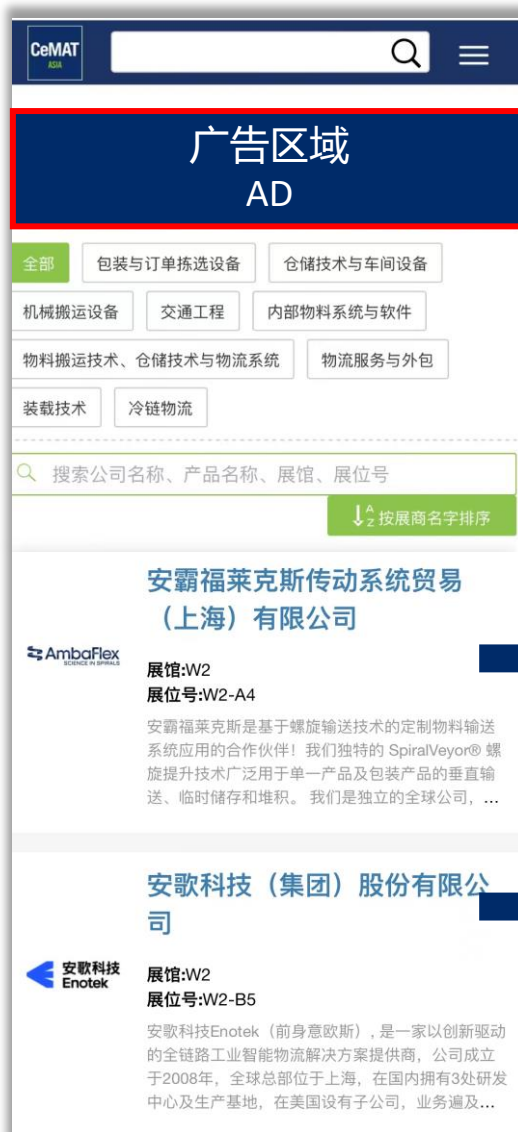 CeMAT
ASIA
广告区域
AD
全部 包装与订单拣选设备 仓储技术与车间设备
机械搬运设备 交通工程 内部物料系统与软件
物料搬运技术、仓储技术与物流系统 物流服务与外包
装载技术 冷链物流
搜索公司名称、产品名称、展馆、展位号
按展商名字排序
安霸福莱克斯传动系统贸易
（上海）有限公司
AmbaFlex
SCIENCE IN SPIRALS
展馆:W2
展位号:W2-A4
安霸福莱克斯是基于螺旋输送技术的定制物料输送
系统应用的合作伙伴！我们独特的 SpiralVeyor® 螺
旋提升技术广泛用于单一产品及包装产品的垂直输
送、临时储存和堆积。 我们是独立的全球公司，...
安歌科技（集团）股份有限公
司
安歌科技
Enotek
展馆:W2
展位号:W2-B5
安歌科技Enotek（前身意欧斯）, 是一家以创新驱动
的全链路工业智能物流解决方案提供商，公司成立
于2008年，全球总部位于上海，在国内拥有3处研发
中心及生产基地，在美国设有子公司，业务遍及...